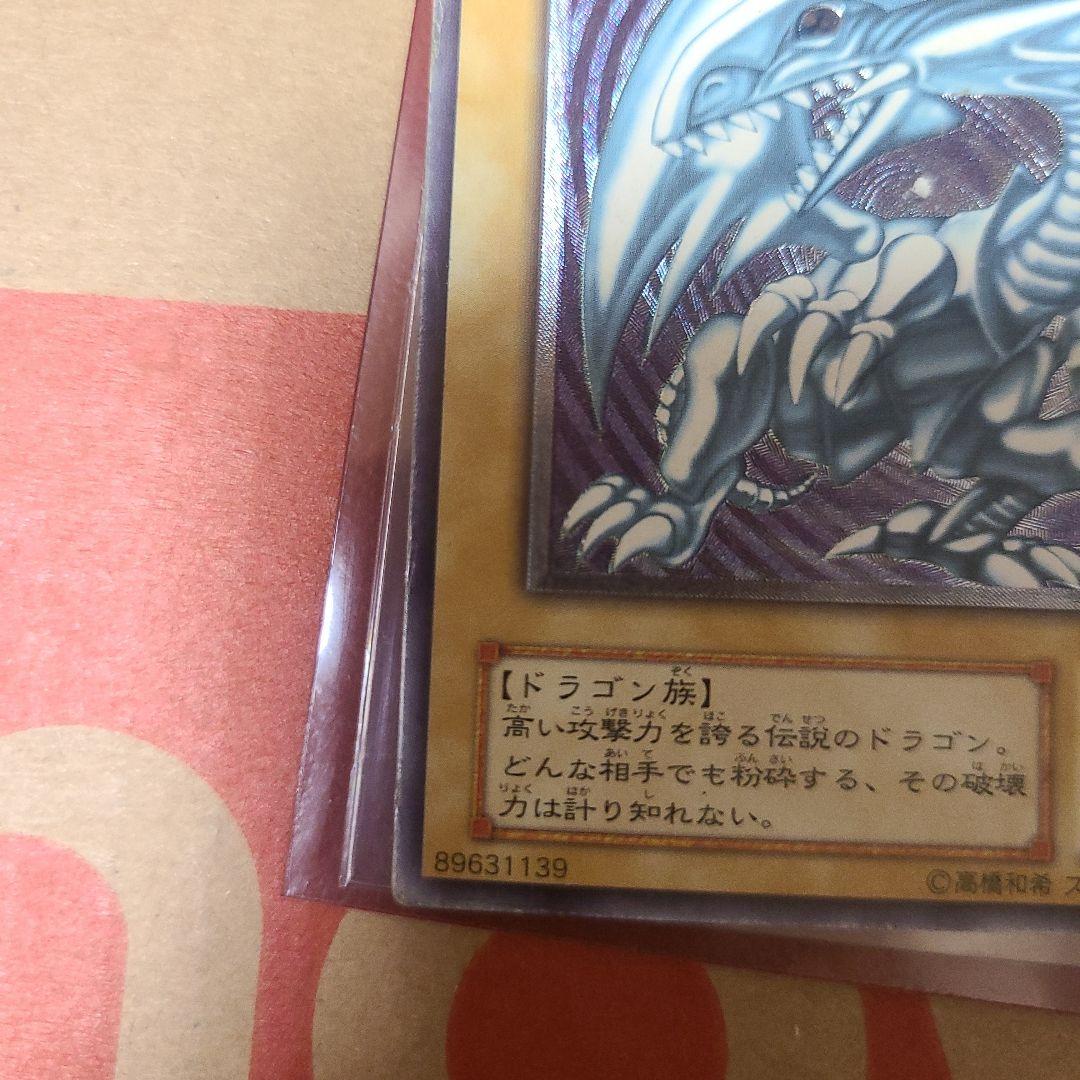 【ドラゴン族】
高い攻撃力を誇る伝説のドラゴン。
どんな相手でも粉砕する、その破壊
力は計り知れない。
89631139
©高橋和希 ス